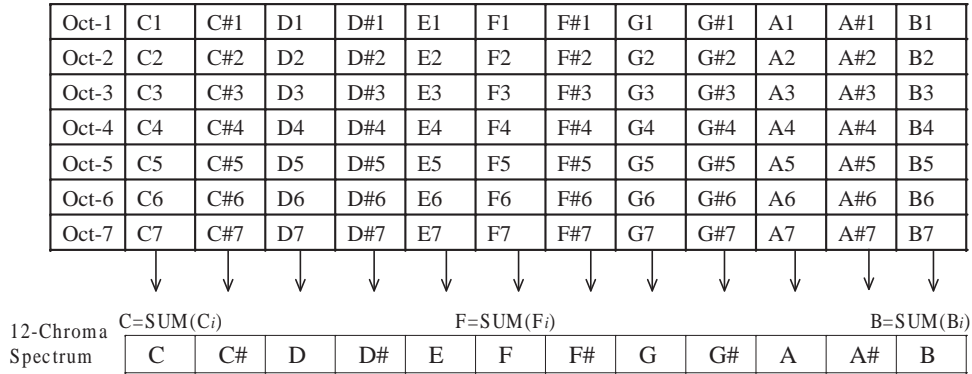 Oct-1 C1 C#1 D1 D#1 E1 F1 F#1 G1 G#1 A1 A#1 B1
Oct-2 C2 C#2 D2 D#2 E2 F2 F#2 G2 G#2 A2 A#2 B2
Oct-3 C3 C#3 D3 D#3 E3 F3 F#3 G3 G#3 A3 A#3 B3
Oct-4 C4 C#4 D4 D#4 E4 F4 F#4 G4 G#4 A4 A#4 B4
Oct-5 C5 C#5 D5 D#5 E5 F5 F#5 G5 G#5 A5 A#5 B5
Oct-6 C6 C#6 D6 D#6 E6 F6 F#6 G6 G#6 A6 A#6 B6
Oct-7 C7 C#7 D7 D#7 E7 F7 F#7 G7 G#7 A7 A#7 B7
C=SUM(Ci) F=SUM(Fi) B=SUM(Bi)
12-Chroma
Spectrum C C# D D# E F F# G G# A A# B